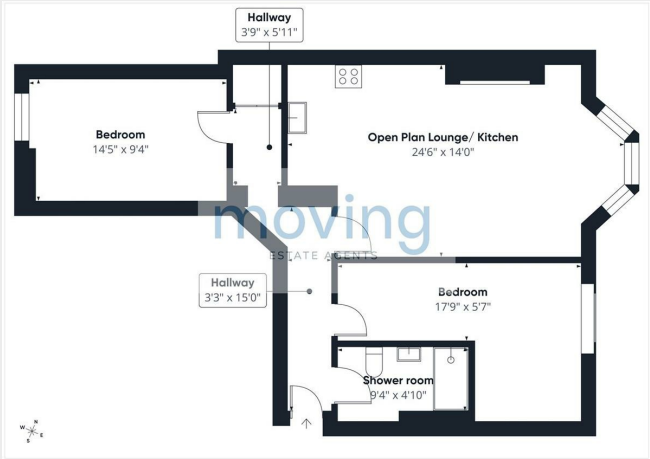 Hallway
3'9" x 5'11"
Bedroom
14'5" x 9'4"
Open Plan Lounge/ Kitchen
24'6" x 14'0"
moving
ESTATE AGENTS
Hallway
3'3" x 15'0"
Bedroom
17'9" x 5'7"
Shower room
9'4" x 4'10"
N
W
E
S